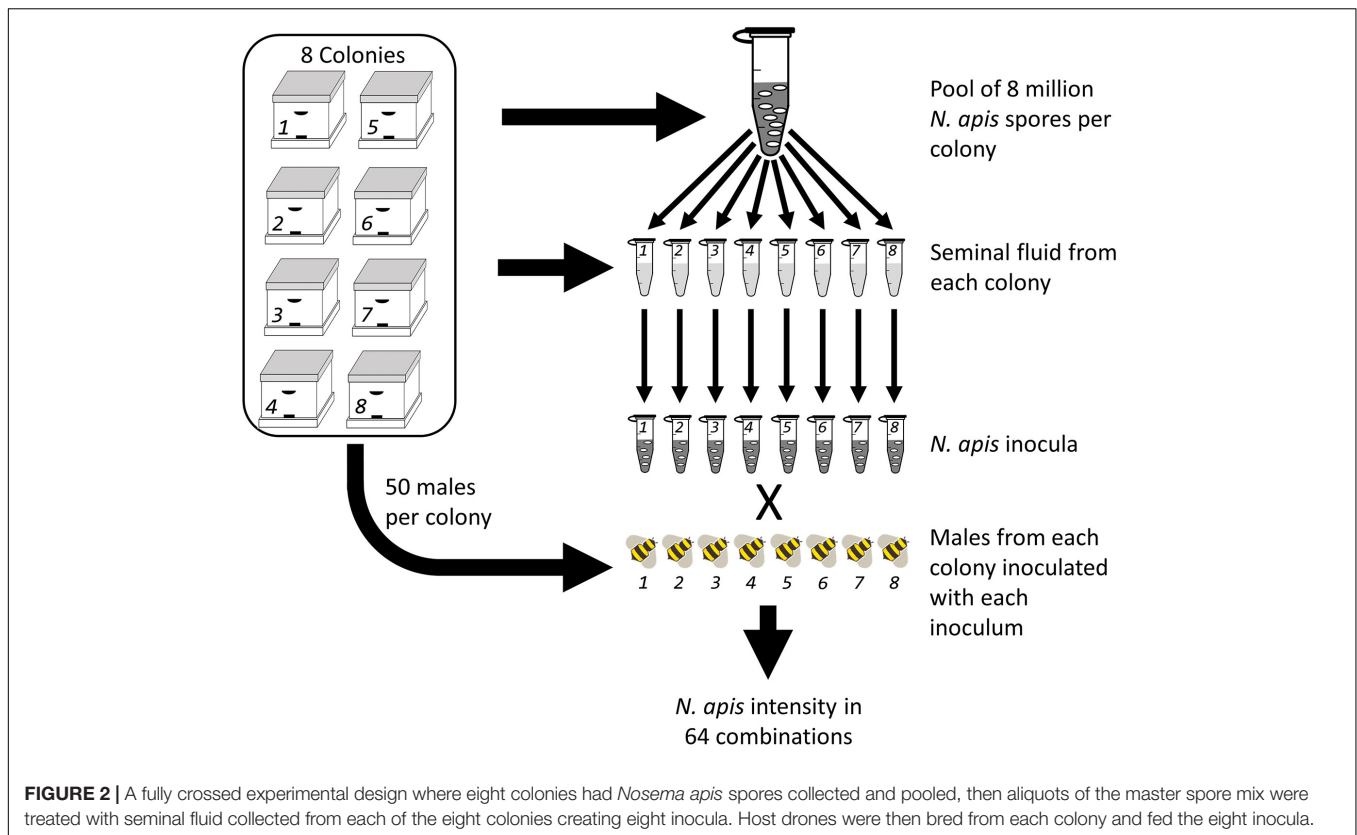 8 Colonies
1
5
2
6
3
7
4
8
Pool of 8 million
N. apis spores per
colony
1 2 3 4 5 6 7 8
Seminal fluid from
each colony
1 2 3 4 5 6 7 8
N. apis inocula
X
50 males
per colony
1 2 3 4 5 6 7 8
Males from each
colony inoculated
with each
inoculum
N. apis intensity in
64 combinations
FIGURE 2 | A fully crossed experimental design where eight colonies had Nosema apis spores collected and pooled, then aliquots of the master spore mix were
treated with seminal fluid collected from each of the eight colonies creating eight inocula. Host drones were then bred from each colony and fed the eight inocula.